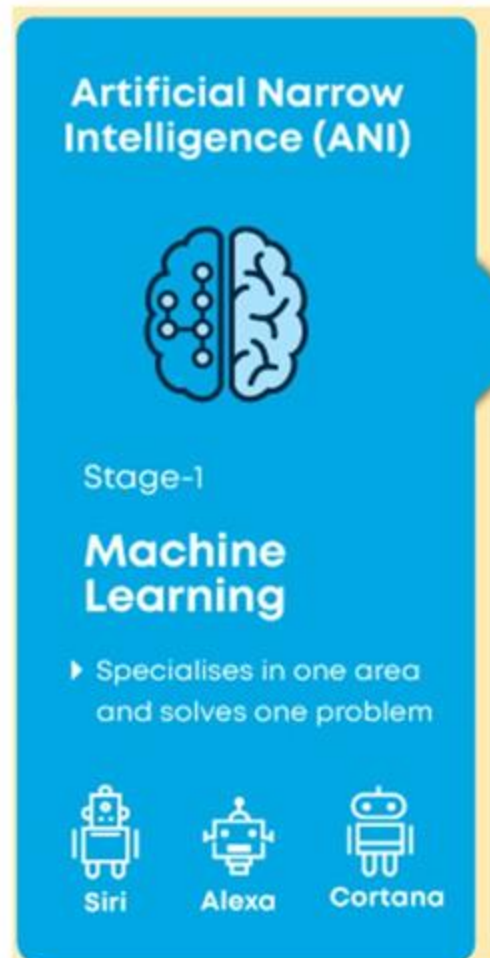 Artificial Narrow
Intelligence (ANI)
Stage-1
Machine
Learning
Specialises in one area
and solves one problem
Siri
Alexa
Cortana